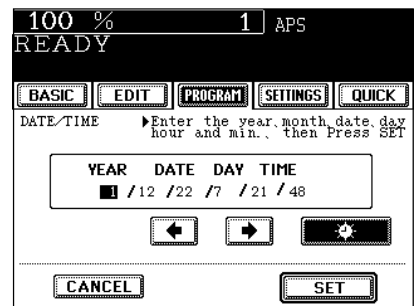 100 % 1 APS
READY
BASIC EDIT PROGRAM SETTINGS QUICK
DATE/TIME ▶Enter the year,month,date,day
hour and min., then Press SET
YEAR DATE DAY TIME
1 /12 /22 /7 /21 /48
CANCEL SET